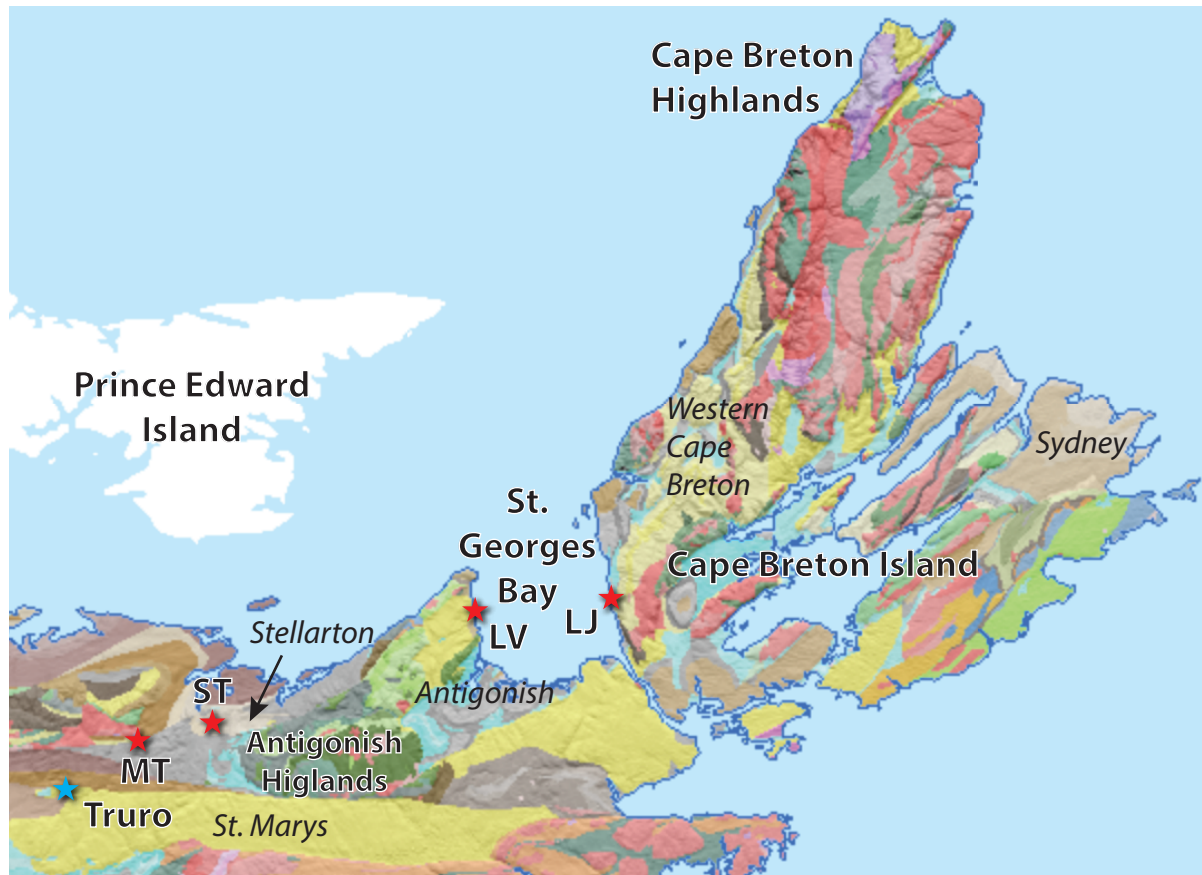 Cape Breton
Highlands
Prince Edward
Island
Western
Cape
Breton
Sydney
St.
Georges
Bay
LV
LJ
Cape Breton Island
Stellarton
Antigonish
ST
Antigonish
Higlands
MT
Truro
St. Marys